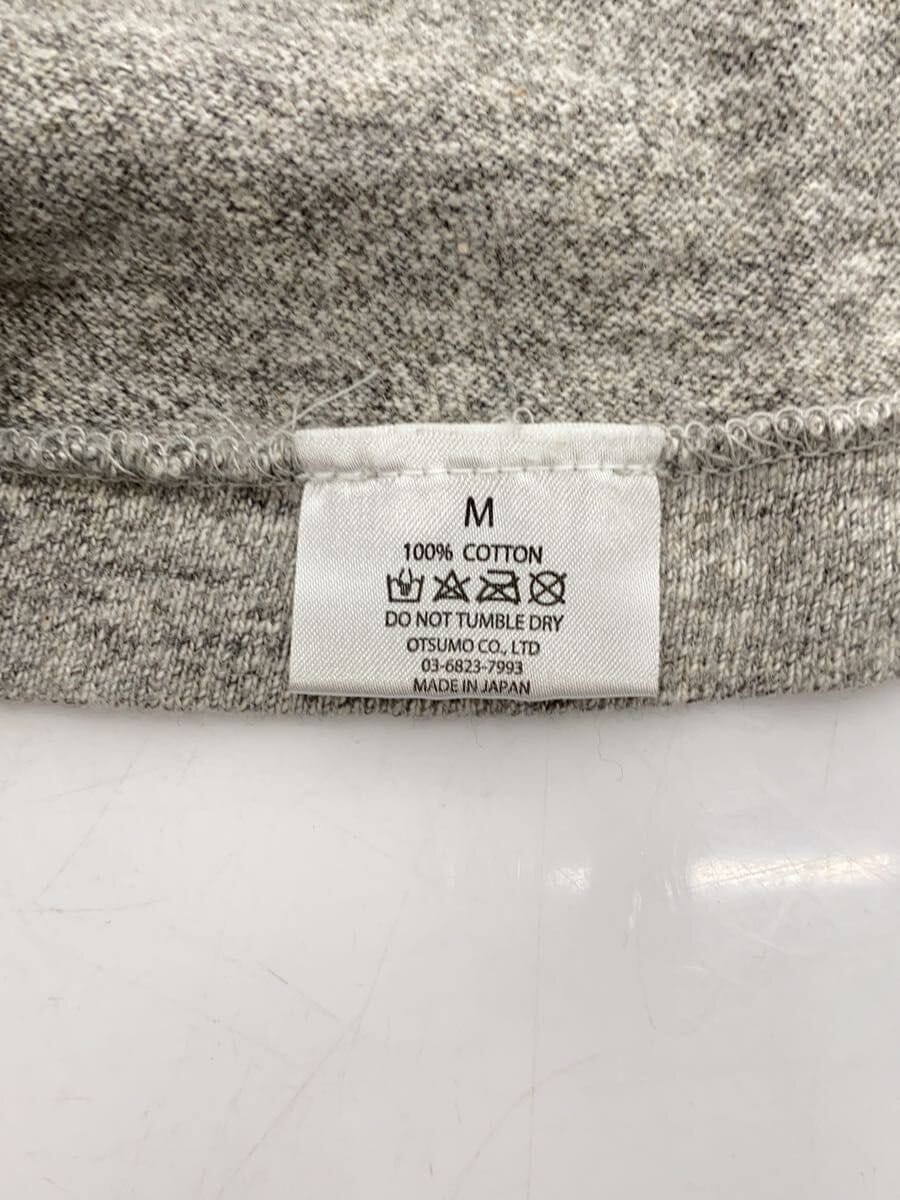 M
100% COTTON
DO NOT TUMBLE DRY
OTSUMO CO., LTD
03-6823-7993
MADE IN JAPAN